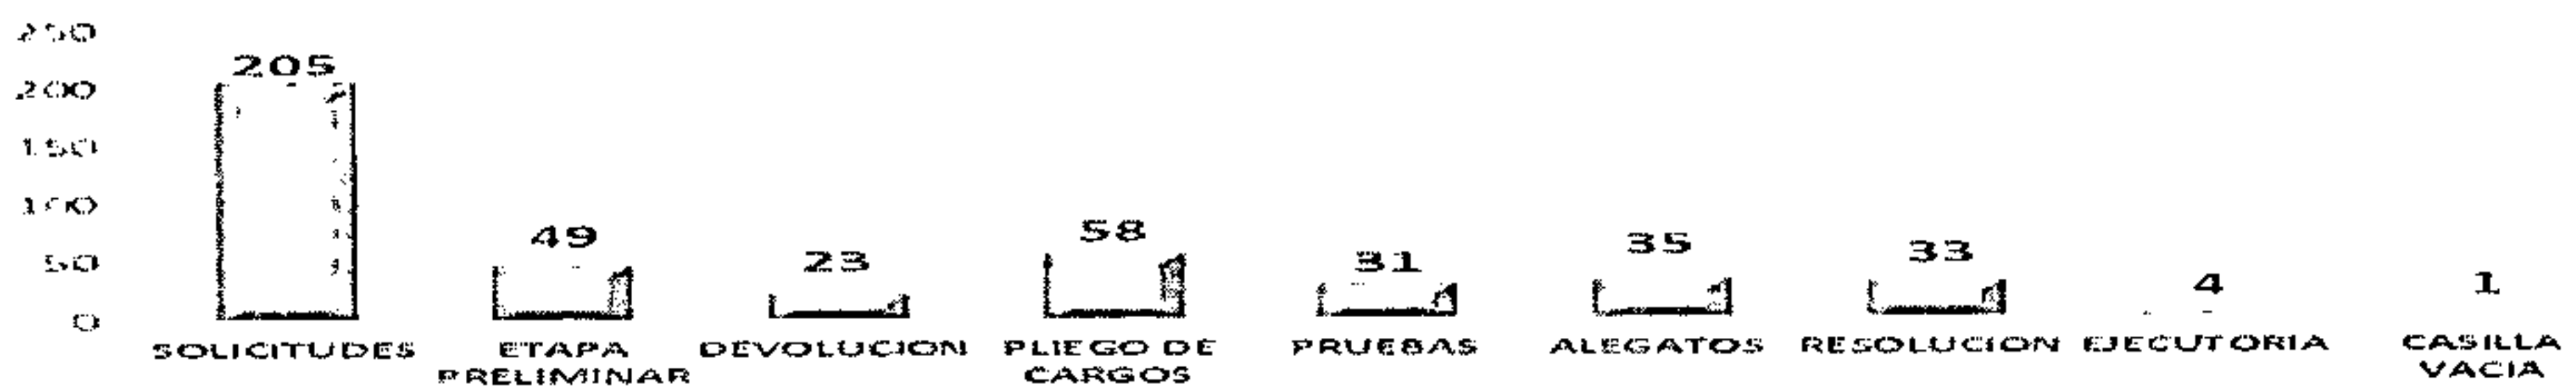 250
200
150
100
50
0
205
49
23
58
31
35
33
4
1
SOLICITUDES
ETAPA
PRELIMINAR
DEVOLUCION
PLIEGO DE
CARGOS
PRUEBAS
ALEGATOS
RESOLUCION
EJECUTORIA
CASILLA
VACIA